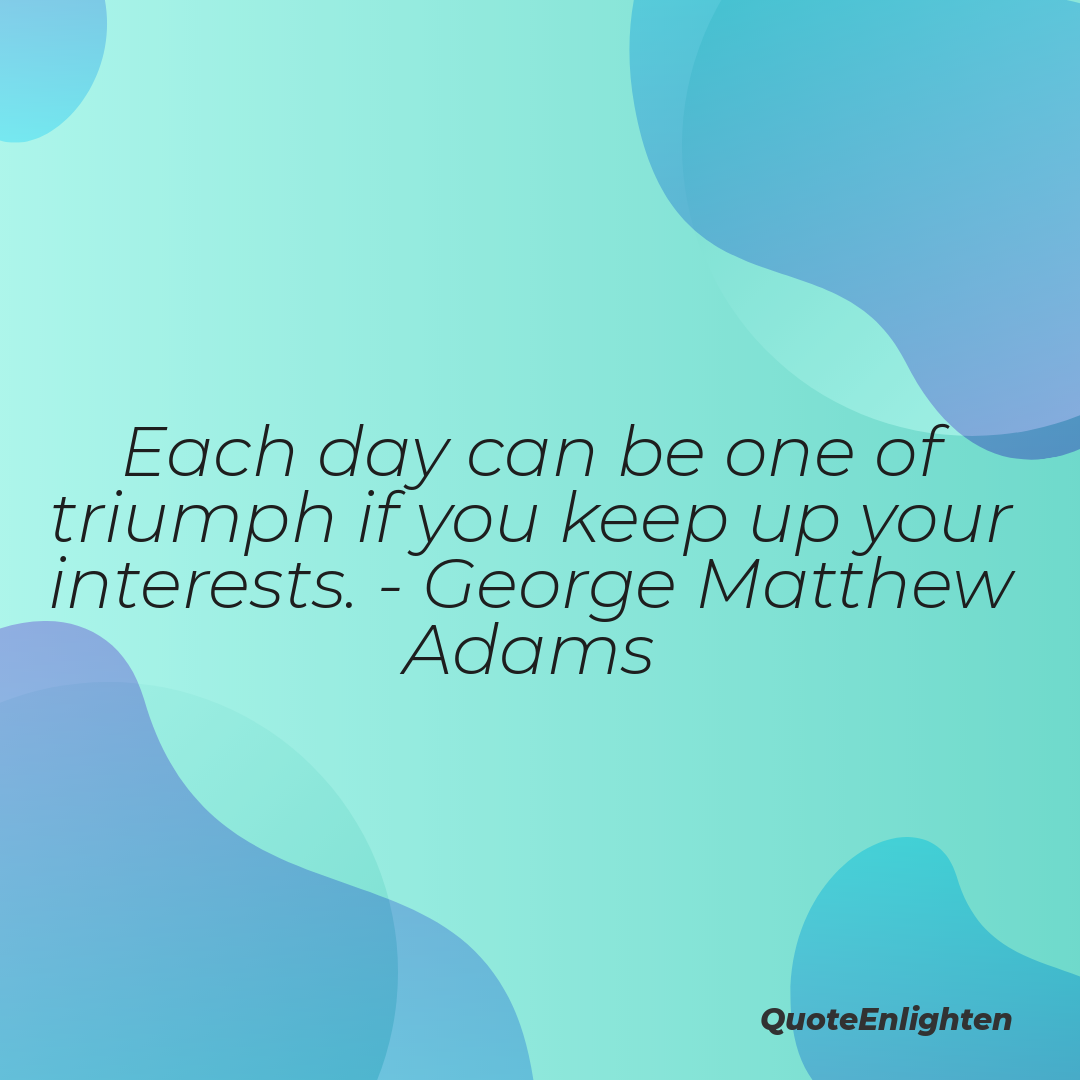 Each day can be one of
triumph if you keep up your
interests. - George Matthew
Adams
QuoteEnlighten